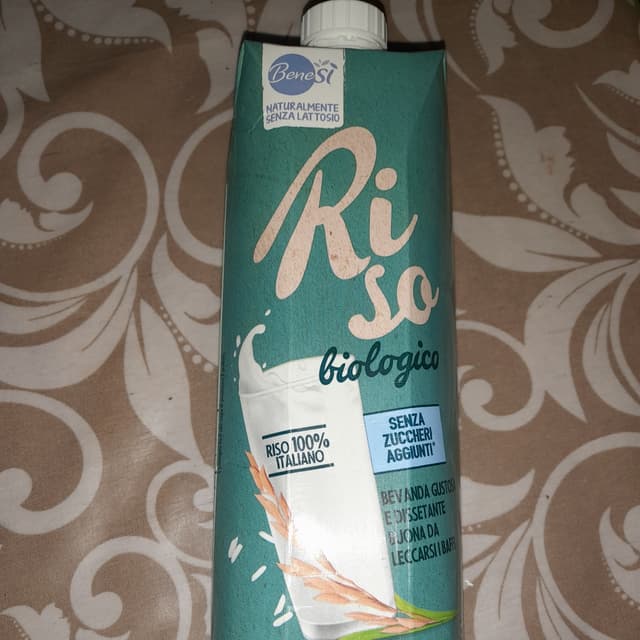 BeneSì
NATURALMENTE
SENZA LATTOSIO
Ri
so
biologico
RISO 100%
ITALIANO
SENZA
ZUCCHERI
AGGIUNTI*
BEVANDA GUSTOSA
E DISSETANTE
BUONA DA
LECCARSI I BAFFI